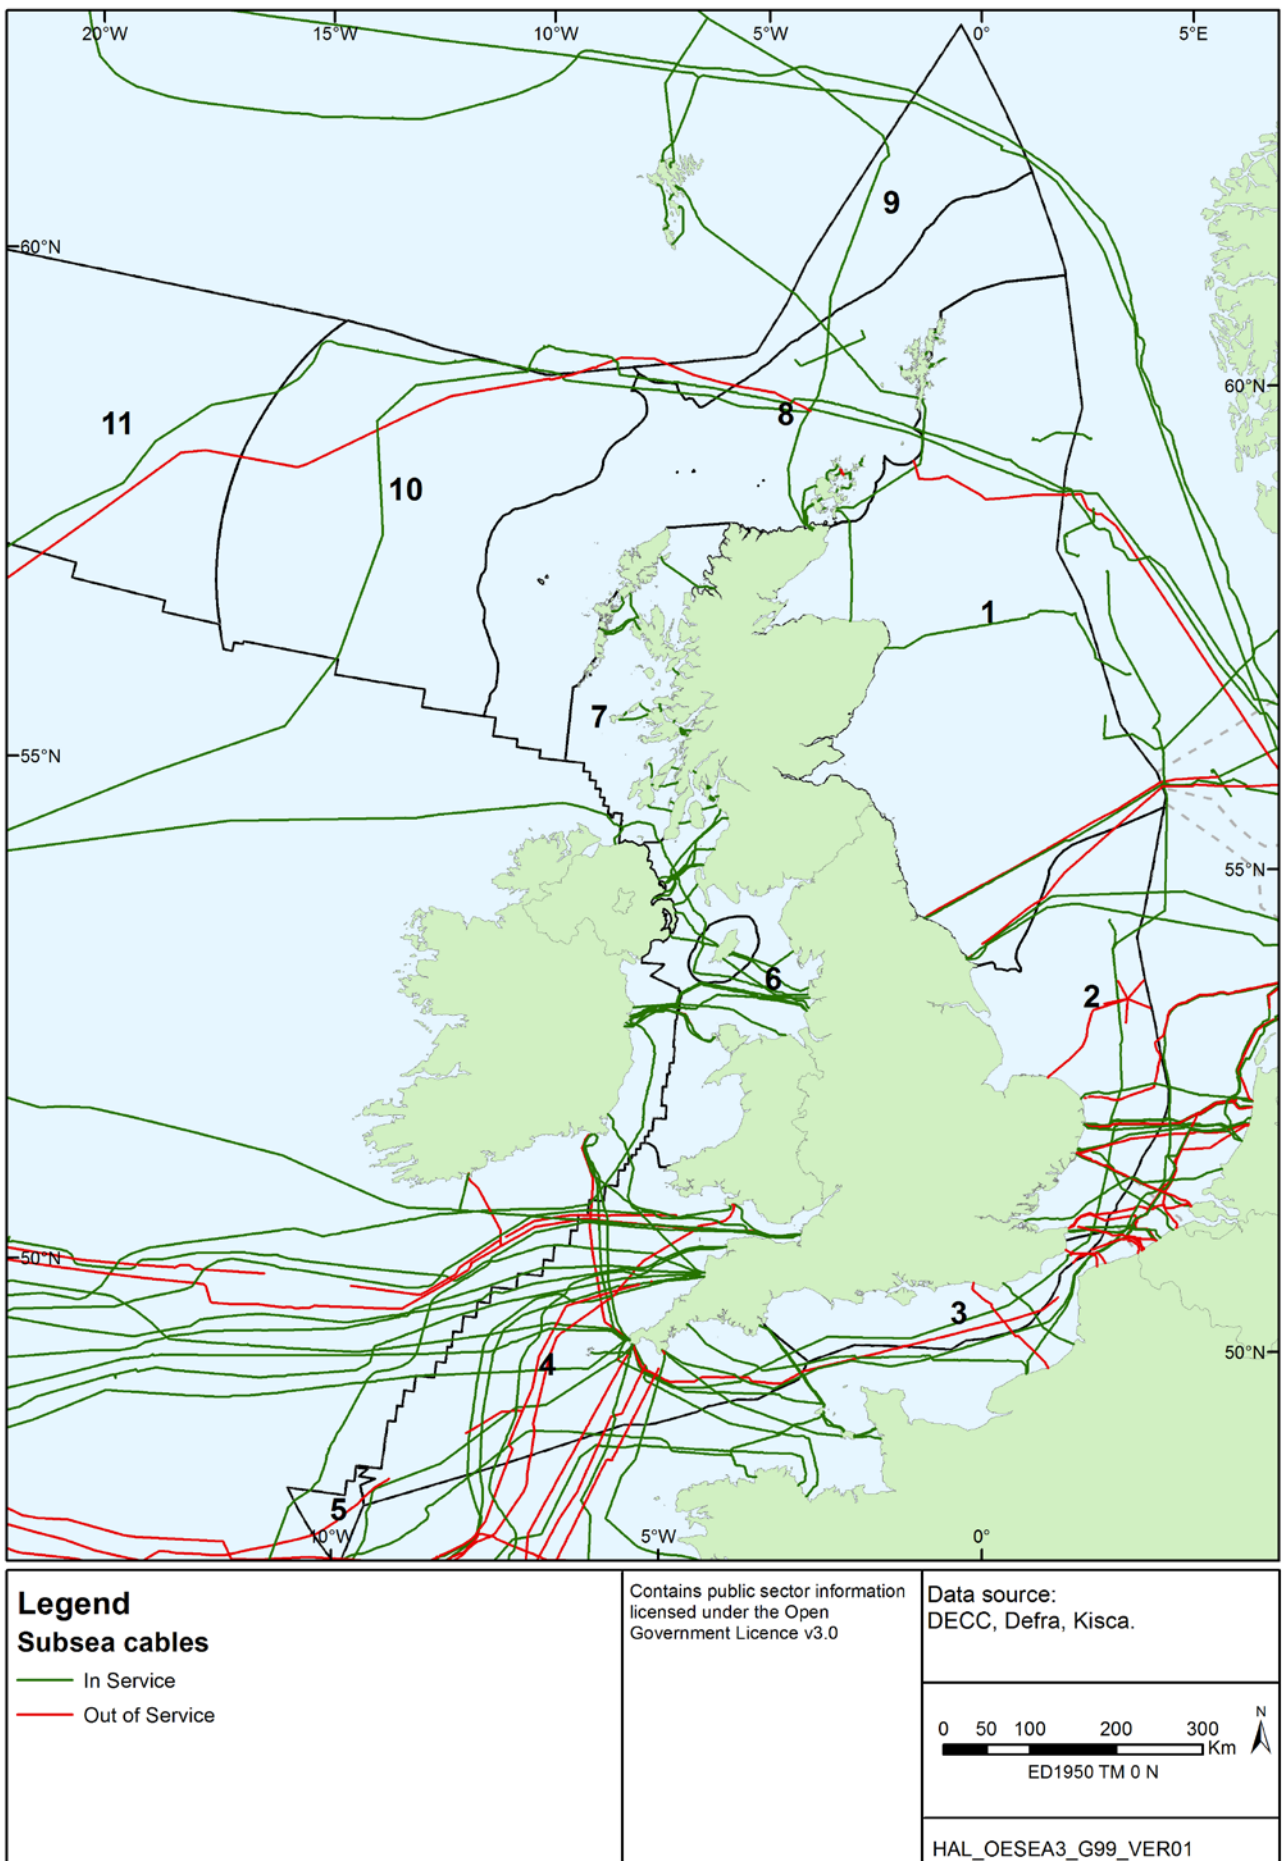 20°W
15°W
10°W
5°W
0°
5°E
9
60°N
60°N
11
8
10
1
7
55°N
55°N
6
2
50°N
3
50°N
4
5
10°W
5°W
0°
Legend
Subsea cables
In Service
Out of Service
Contains public sector information
licensed under the Open
Government Licence v3.0
Data source:
DECC, Defra, Kisca.
0 50 100 200 300
Km
N
ED1950 TM 0 N
HAL_OESEA3_G99_VER01